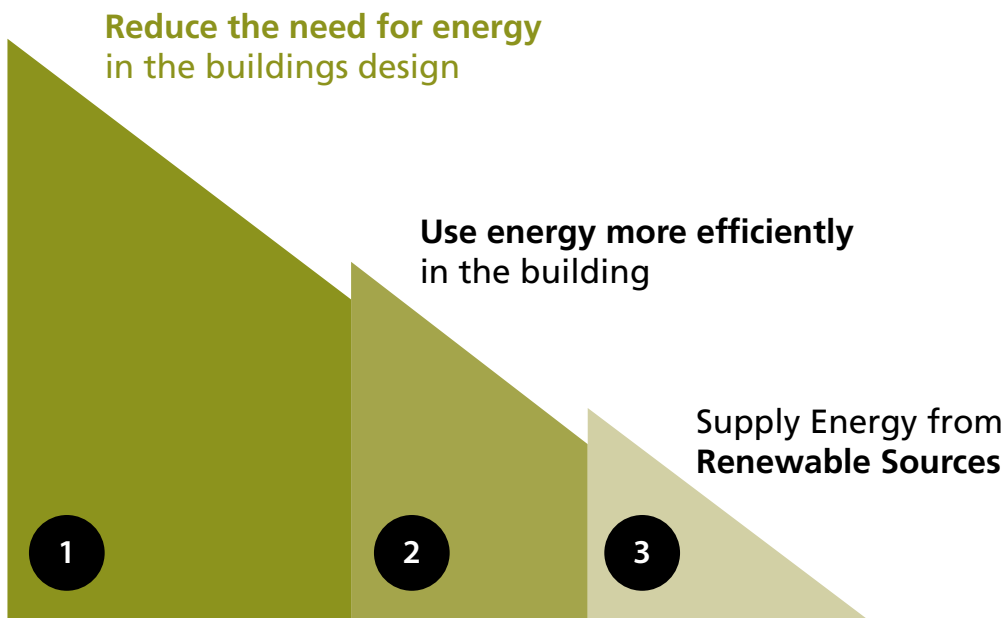 Reduce the need for energy
in the buildings design
Use energy more efficiently
in the building
Supply Energy from
Renewable Sources
1
2
3